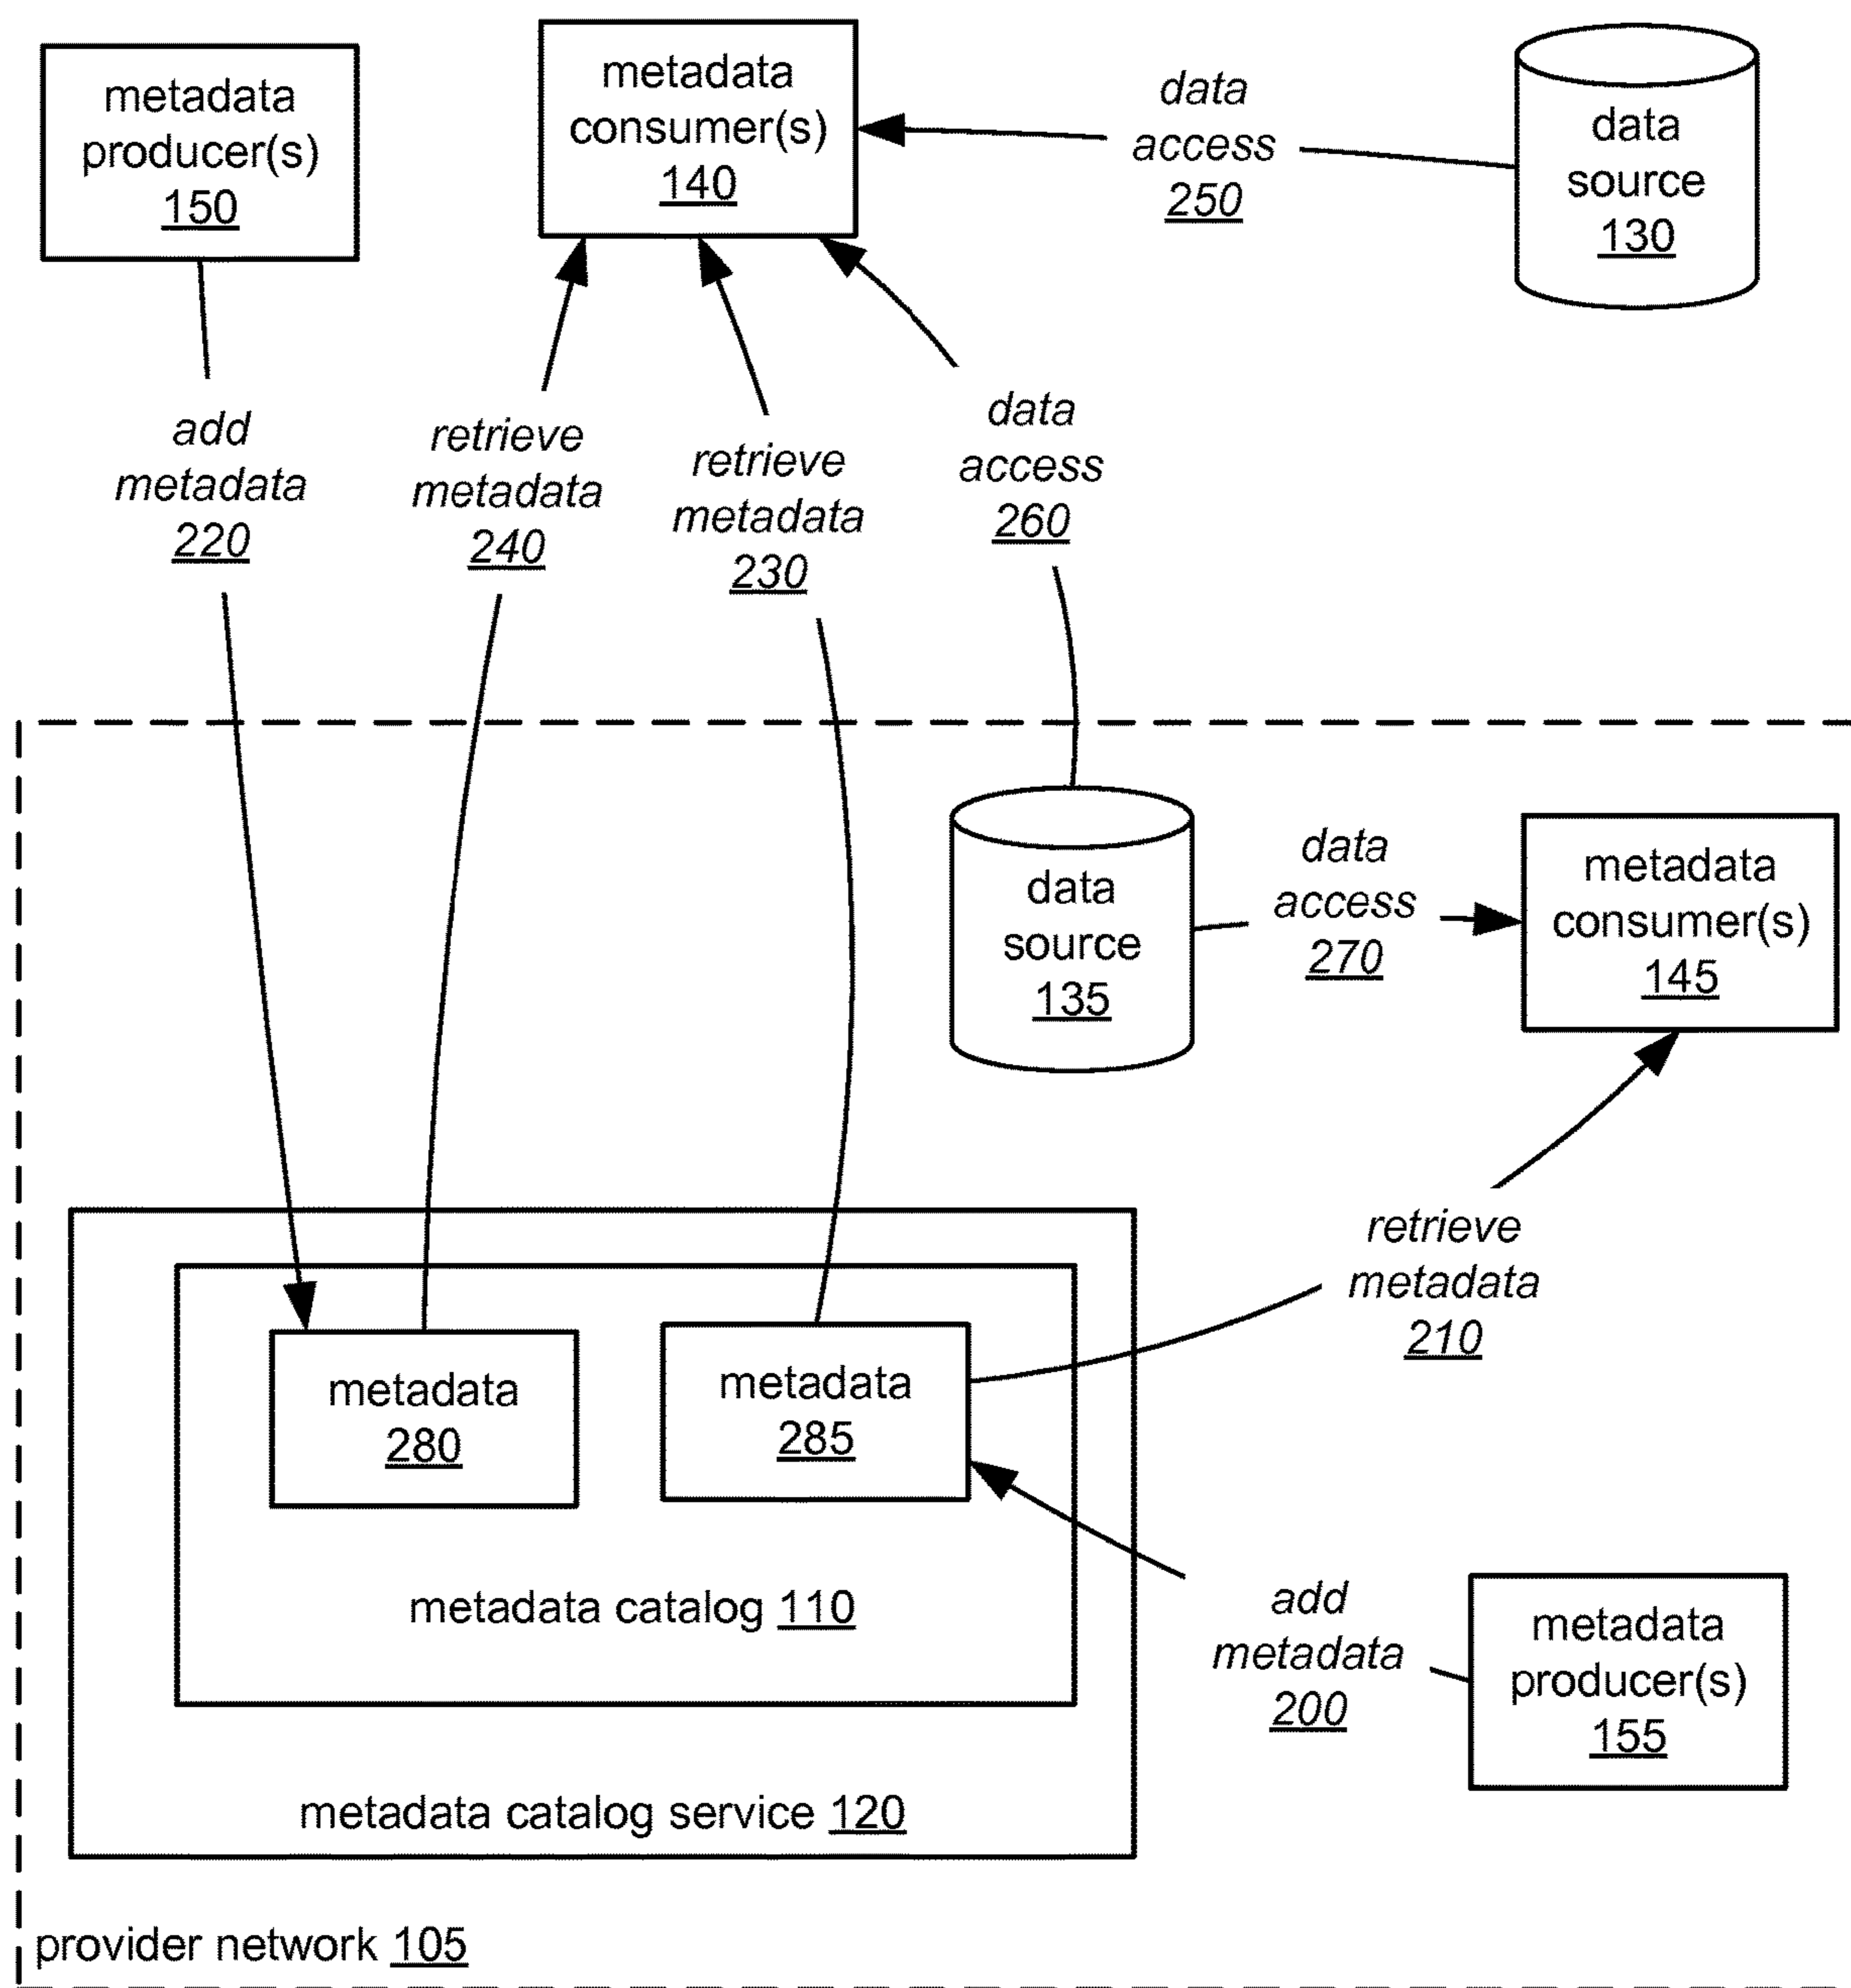 metadata
producer(s)
150
metadata
consumer(s)
140
data
access
250
data
source
130
add
metadata
220
retrieve
metadata
240
retrieve
metadata
230
data
access
260
data
source
135
data
access
270
metadata
consumer(s)
145
retrieve
metadata
210
metadata
280
metadata
285
metadata catalog 110
add
metadata
200
metadata
producer(s)
155
metadata catalog service 120
provider network 105